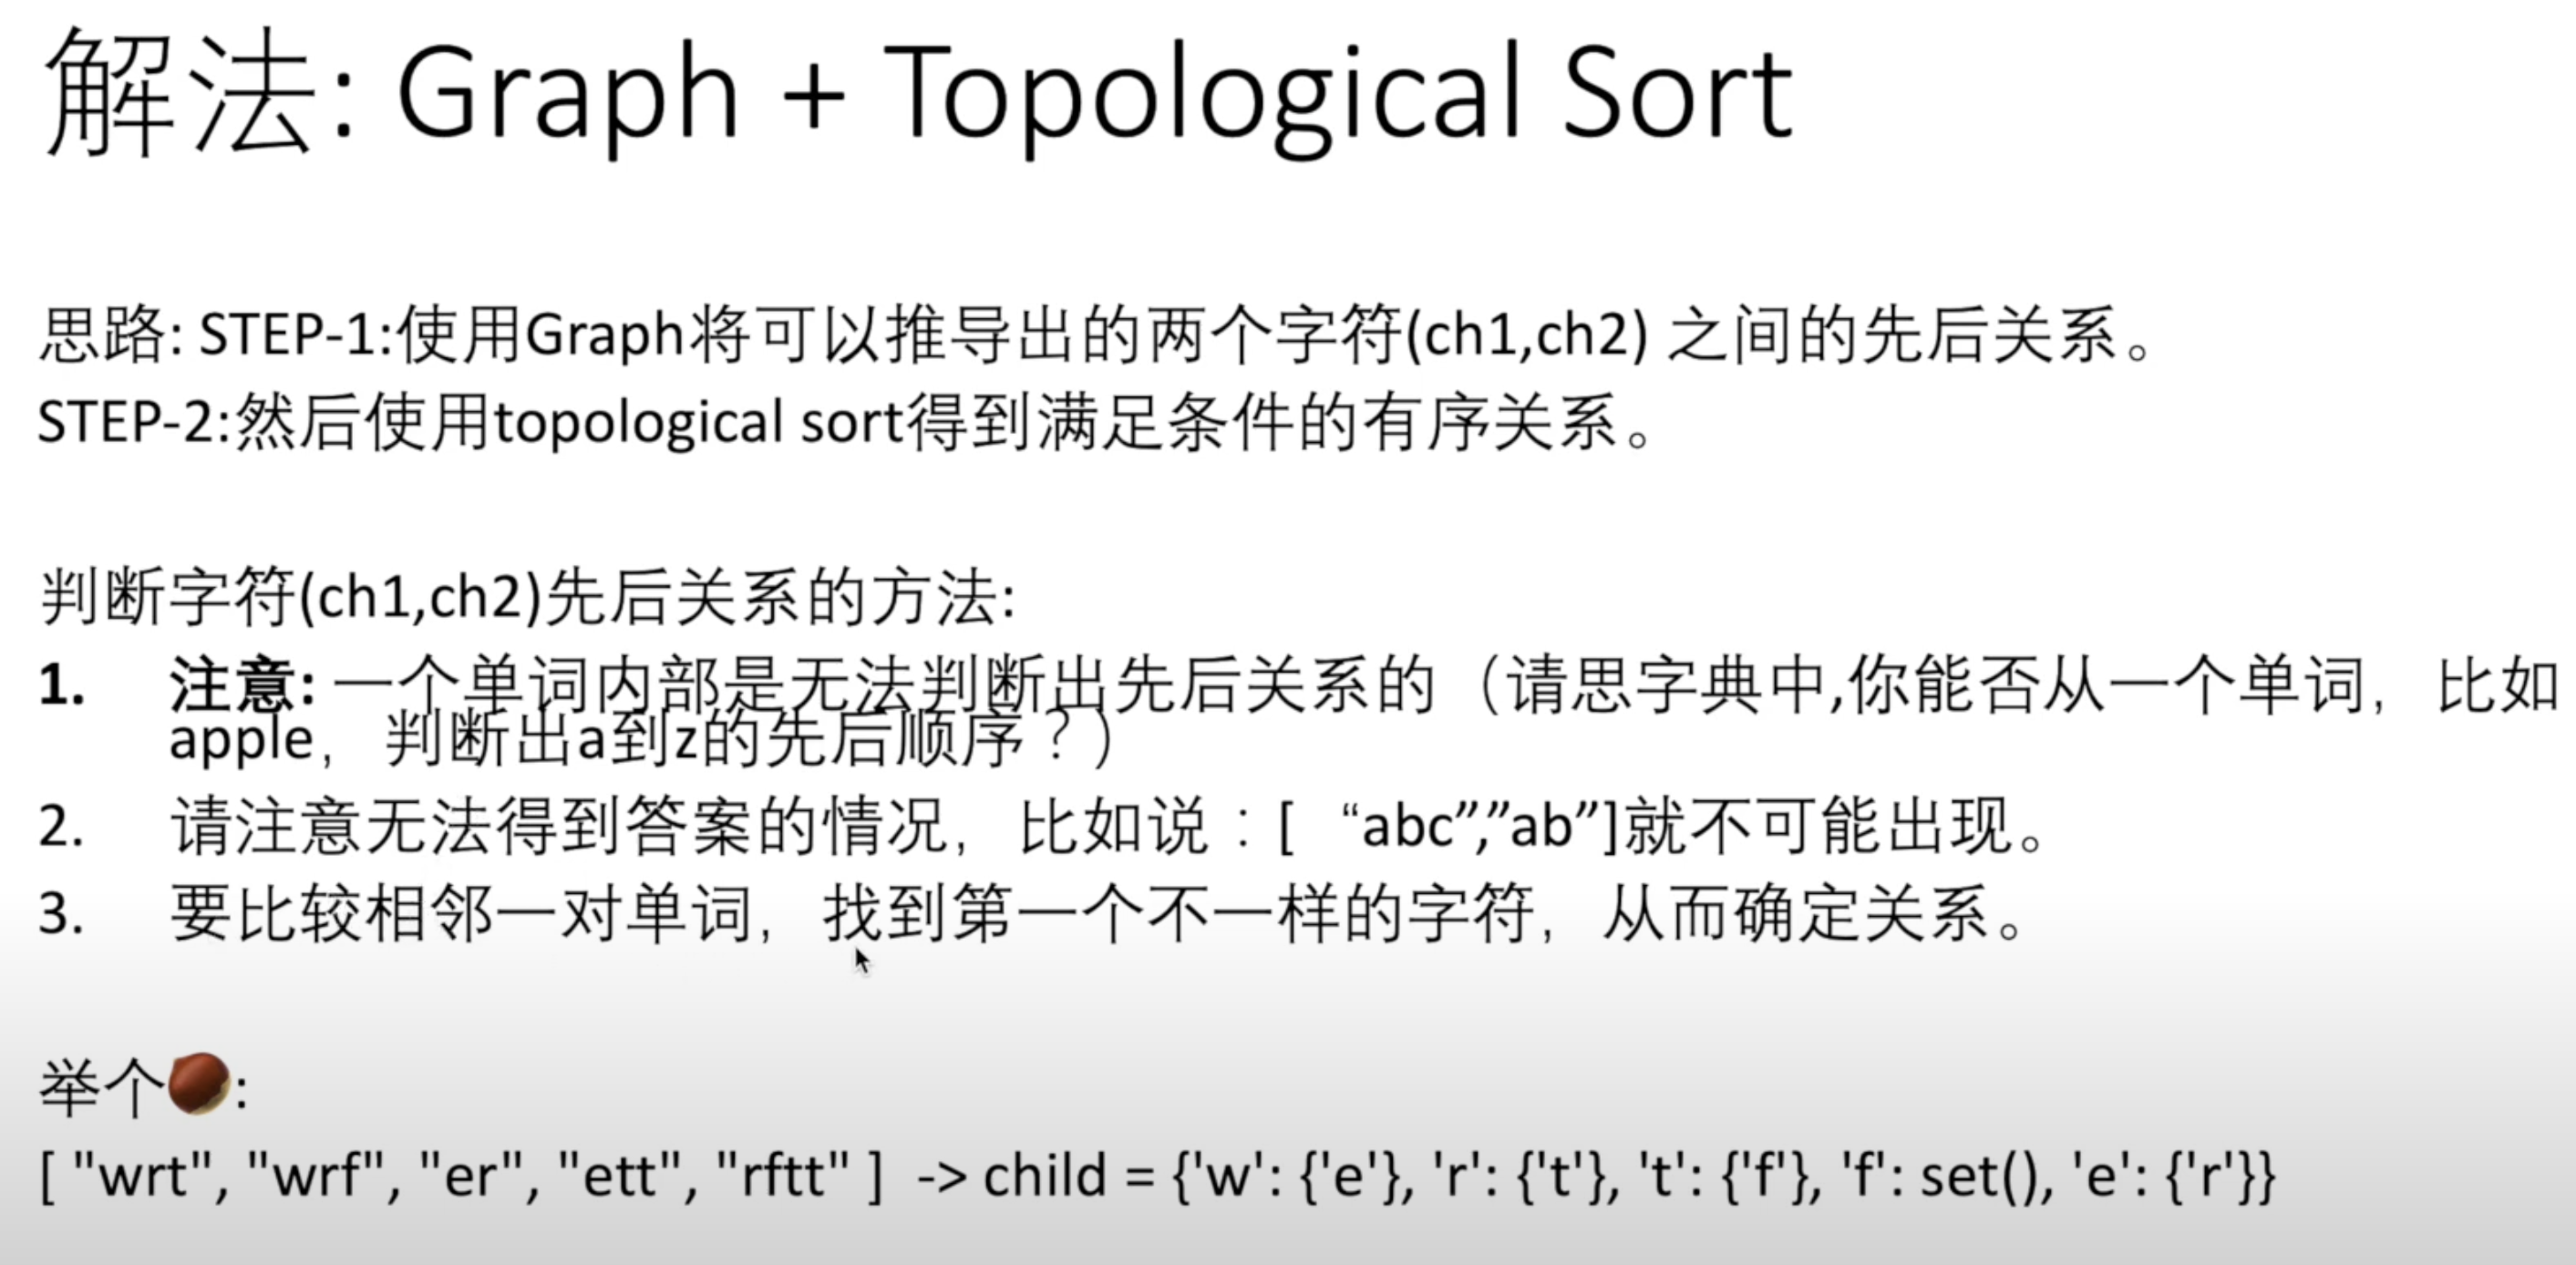 解法: Graph + Topological Sort
思路: STEP-1:使用Graph将可以推导出的两个字符(ch1,ch2) 之间的先后关系。
STEP-2:然后使用topological sort得到满足条件的有序关系。
判断字符(ch1,ch2)先后关系的方法:
1. 注意: 一个单词内部是无法判断出先后关系的（请思字典中,你能否从一个单词，比如
apple，判断出a到z的先后顺序？）
2. 请注意无法得到答案的情况，比如说：[ “abc”,”ab”]就不可能出现。
3. 要比较相邻一对单词，找到第一个不一样的字符，从而确定关系。
举个🌰:
[ "wrt", "wrf", "er", "ett", "rftt" ] -> child = {'w': {'e'}, 'r': {'t'}, 't': {'f'}, 'f': set(), 'e': {'r'}}